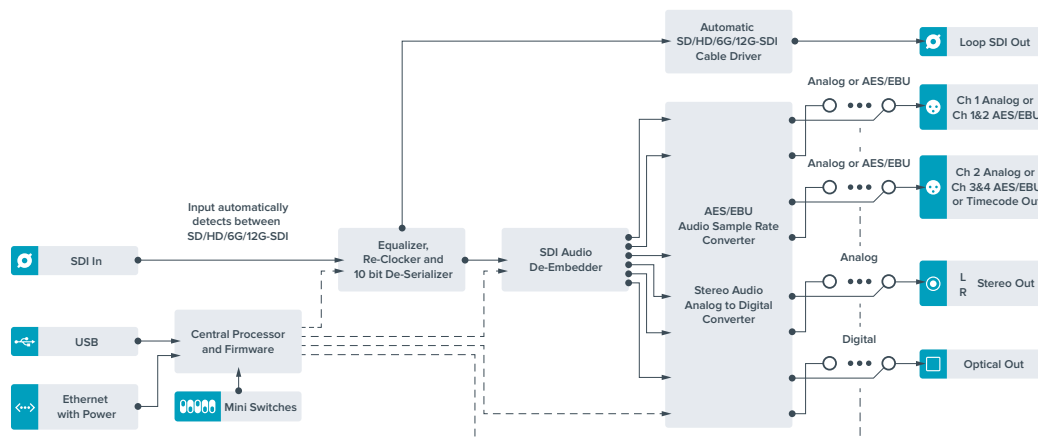 Automatic
SD/HD/6G/12G-SDI
Cable Driver
Loop SDI Out
Analog or AES/EBU
Ch 1 Analog or
Ch 1&2 AES/EBU
Analog or AES/EBU
Ch 2 Analog or
Ch 3&4 AES/EBU
or Timecode Out
Input automatically
detects between
SD/HD/6G/12G-SDI
AES/EBU
Audio Sample Rate
Converter
SDI In
Equalizer,
Re-Clocker and
10 bit De-Serializer
SDI Audio
De-Embedder
Analog
L
R
Stereo Out
Stereo Audio
Analog to Digital
Converter
USB
Central Processor
and Firmware
Digital
Optical Out
Ethernet
with Power
Mini Switches